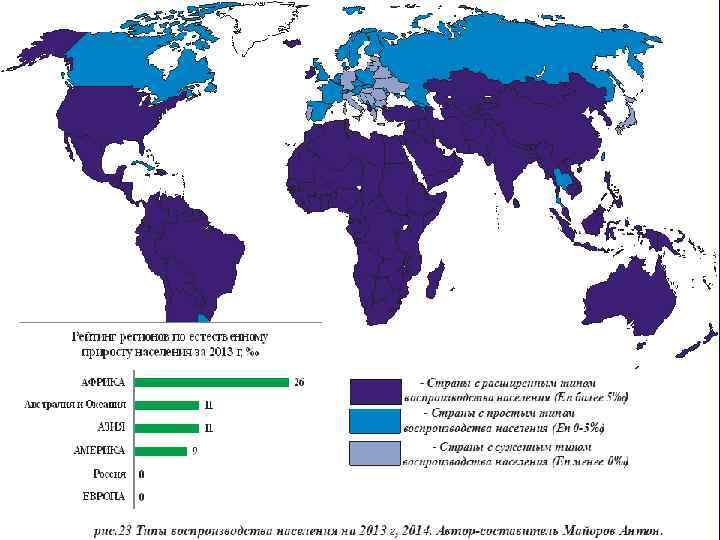 Рейтинг регионов по естественному
приросту населения за 2013 г, ‰
АФРИКА 26
Австралия и Океания 11
АЗИЯ 11
АМЕРИКА 9
Россия 0
ЕВРОПА 0
- Страны с расширенным типом
воспроизводства населения (Еп более 5‰)
- Страны с простым типом
воспроизводства населения (Еп 0-5‰)
- Страны с суженным типом
воспроизводства населения (Еп менее 0‰)
рис.23 Типы воспроизводства населения на 2013 г, 2014. Автор-составитель Майоров Антон.